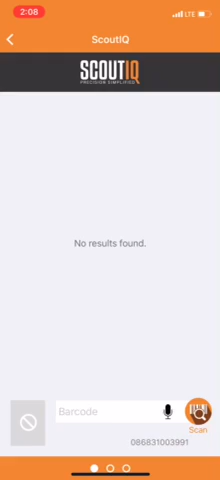 2:08
LTE
ScoutIQ
SCOUTIQ
PRECISION SIMPLIFIED
No results found.
Barcode
Scan
086831003991